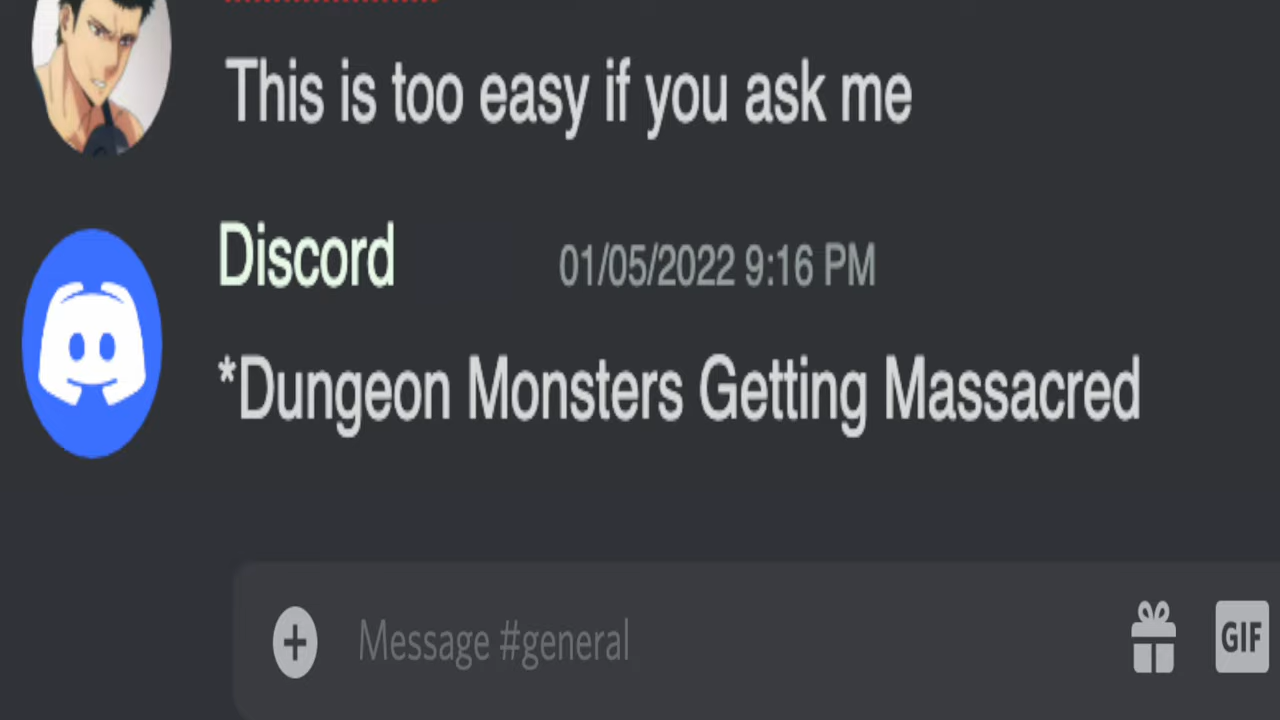 This is too easy if you ask me
Discord 01/05/2022 9:16 PM
*Dungeon Monsters Getting Massacred
Message #general
GIF